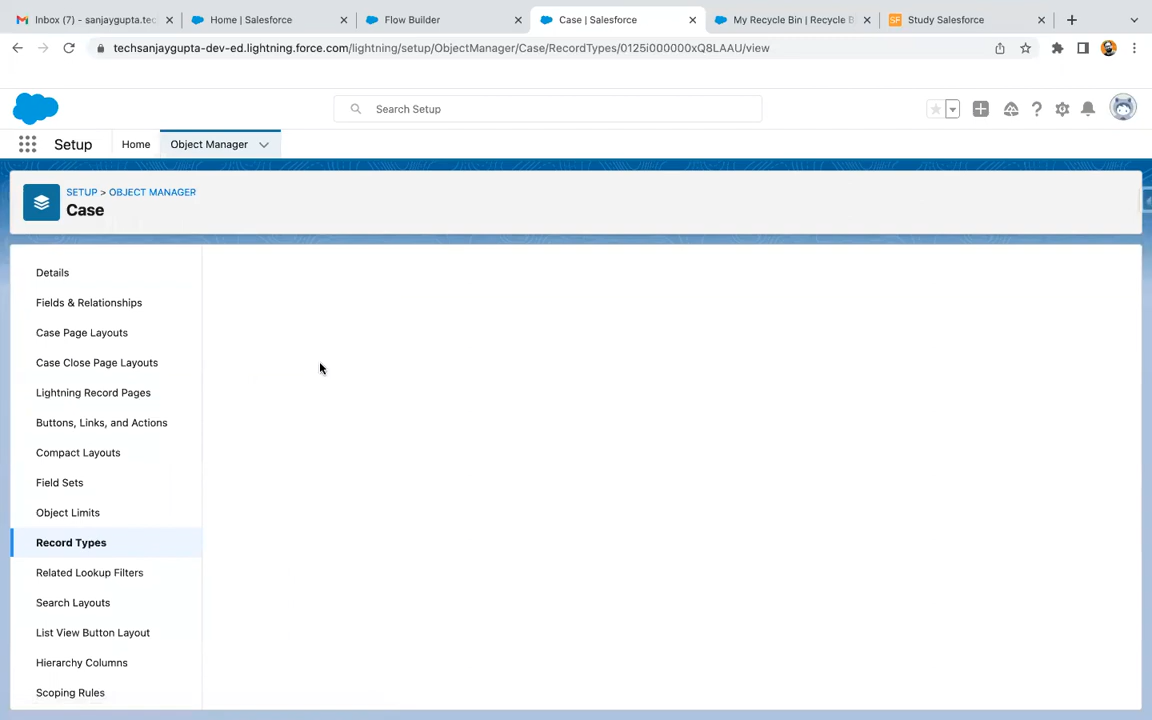 Inbox (7) - sanjaygupta.tec
Home | Salesforce
Flow Builder
Case | Salesforce
My Recycle Bin | Recycle B
SF
Study Salesforce
techsanjaygupta-dev-ed.lightning.force.com/lightning/setup/ObjectManager/Case/RecordTypes/0125i000000xQ8LAAU/view
Search Setup
Setup
Home
Object Manager
SETUP > OBJECT MANAGER
Case
Details
Fields & Relationships
Case Page Layouts
Case Close Page Layouts
Lightning Record Pages
Buttons, Links, and Actions
Compact Layouts
Field Sets
Object Limits
Record Types
Related Lookup Filters
Search Layouts
List View Button Layout
Hierarchy Columns
Scoping Rules